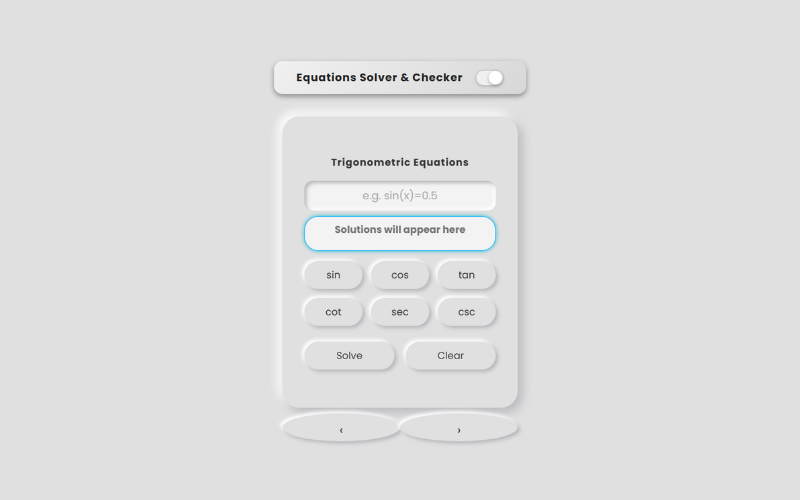 Equations Solver & Checker
Trigonometric Equations
e.g. sin(x)=0.5
Solutions will appear here
sin cos tan
cot sec csc
Solve Clear
‹ ›